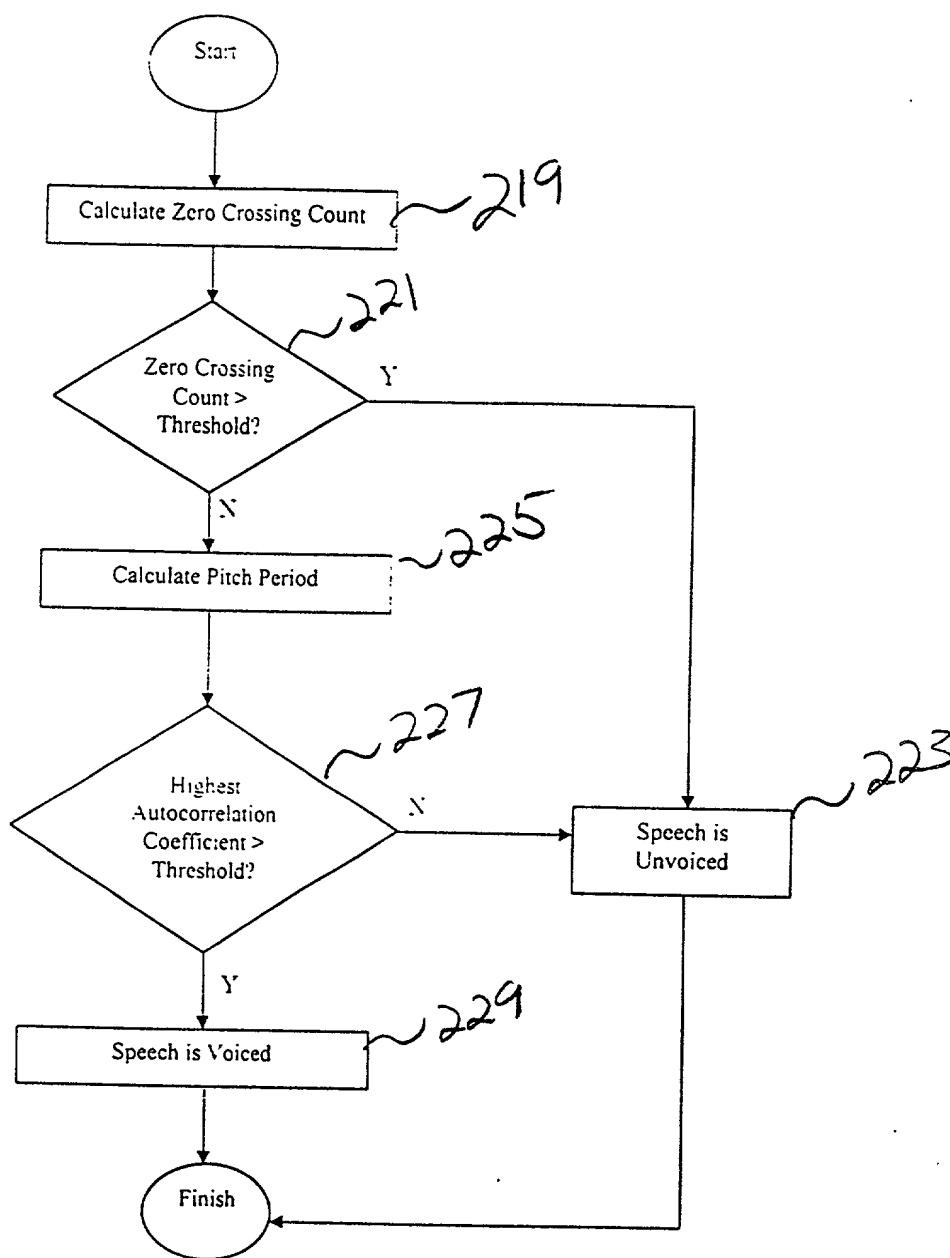 Start
Calculate Zero Crossing Count
219
221
Zero Crossing
Count >
Threshold?
Y
N
225
Calculate Pitch Period
227
Highest
Autocorrelation
Coefficient >
Threshold?
N
223
Speech is
Unvoiced
Y
229
Speech is Voiced
Finish